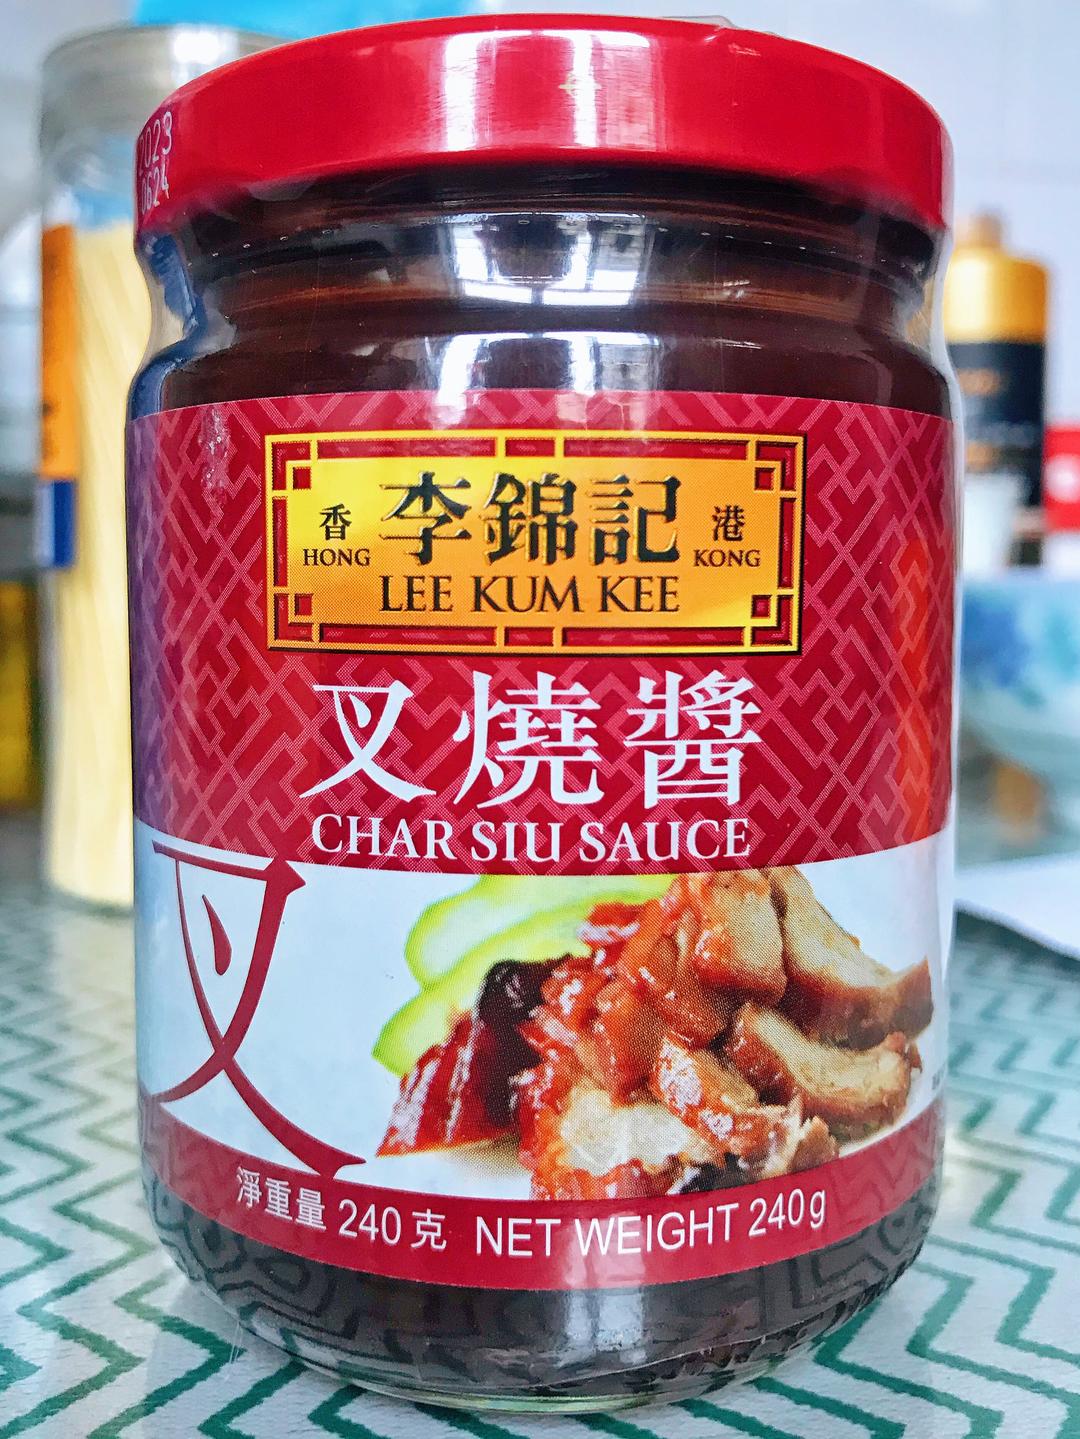 2023
0624
香 李錦記 港
HONG KONG
LEE KUM KEE
叉燒醬
CHAR SIU SAUCE
叉
淨重量 240 克 NET WEIGHT 240g